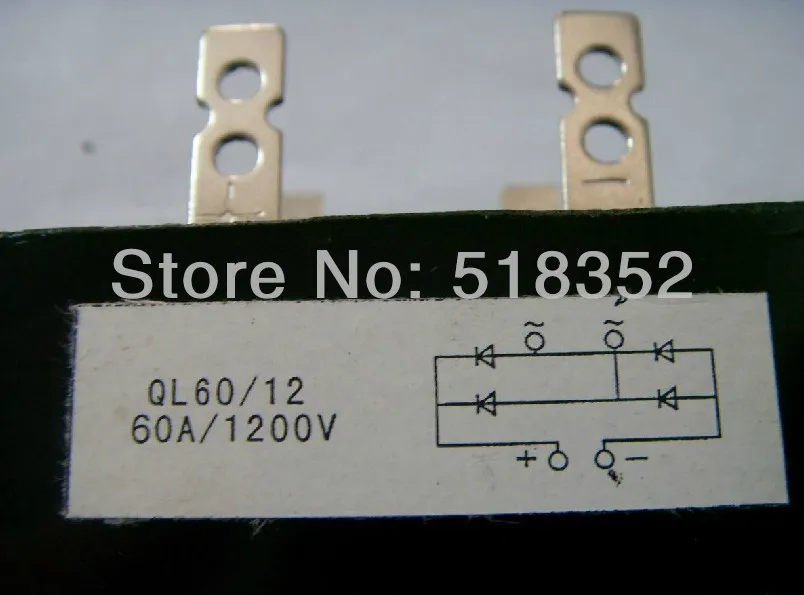 Store No: 518352
QL60/12
60A/1200V
~ ~
+ −